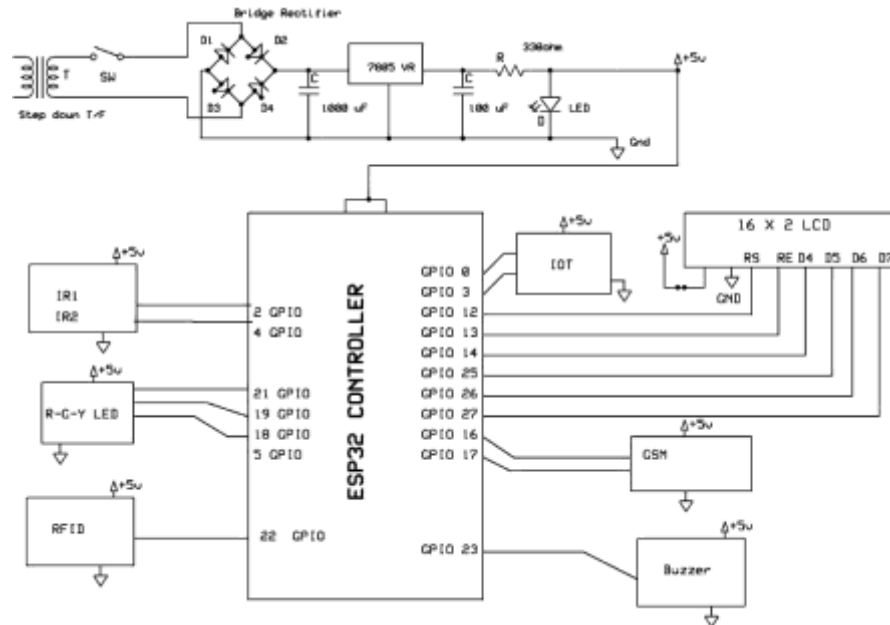 Bridge Rectifier
D1
D2
D3
D4
T
SW
Step down T/F
C
1000 uF
7805 VR
C
100 uF
R
330ohm
D
LED
+5v
Gnd
ESP32 CONTROLLER
+5v
IR1
IR2
2 GPIO
4 GPIO
+5v
R-G-Y LED
21 GPIO
19 GPIO
18 GPIO
5 GPIO
+5v
RFID
22 GPIO
GPIO 0
GPIO 3
GPIO 12
GPIO 13
GPIO 14
GPIO 25
GPIO 26
GPIO 27
GPIO 16
GPIO 17
GPIO 23
+5v
IOT
16 X 2 LCD
+5v
GND
RS RE D4 D5 D6 D7
+5v
GSM
+5v
Buzzer